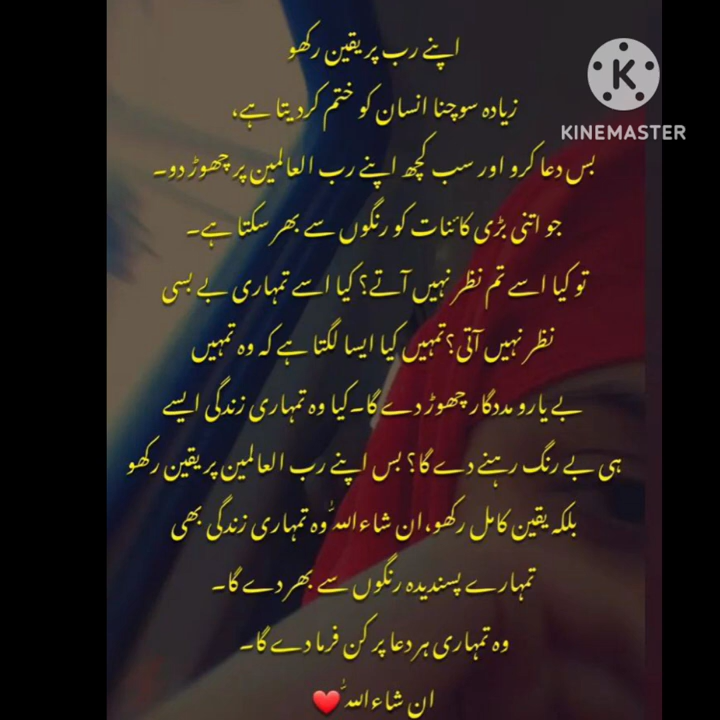 اپنے رب پر یقین رکھو
زیادہ سوچنا انسان کو ختم کردیتا ہے،
بس دعا کرو اور سب کچھ اپنے رب العالمین پر چھوڑ دو۔
جو اتنی بڑی کائنات کو رنگوں سے بھر سکتا ہے۔
تو کیا اسے تم نظر نہیں آتے؟ کیا اسے تمہاری بے بسی
نظر نہیں آتی؟ تمہیں کیا ایسا لگتا ہے کہ وہ تمہیں
بے یارو مددگار چھوڑ دے گا۔ کیا وہ تمہاری زندگی ایسے
ہی بے رنگ رہنے دے گا؟ بس اپنے رب العالمین پر یقین رکھو
بلکہ یقین کامل رکھو، ان شاءاللہ وہ تمہاری زندگی بھی
تمہارے پسندیدہ رنگوں سے بھر دے گا۔
وہ تمہاری ہر دعا پر کن فرما دے گا۔
ان شاءاللہ ❤️
K
KINEMASTER